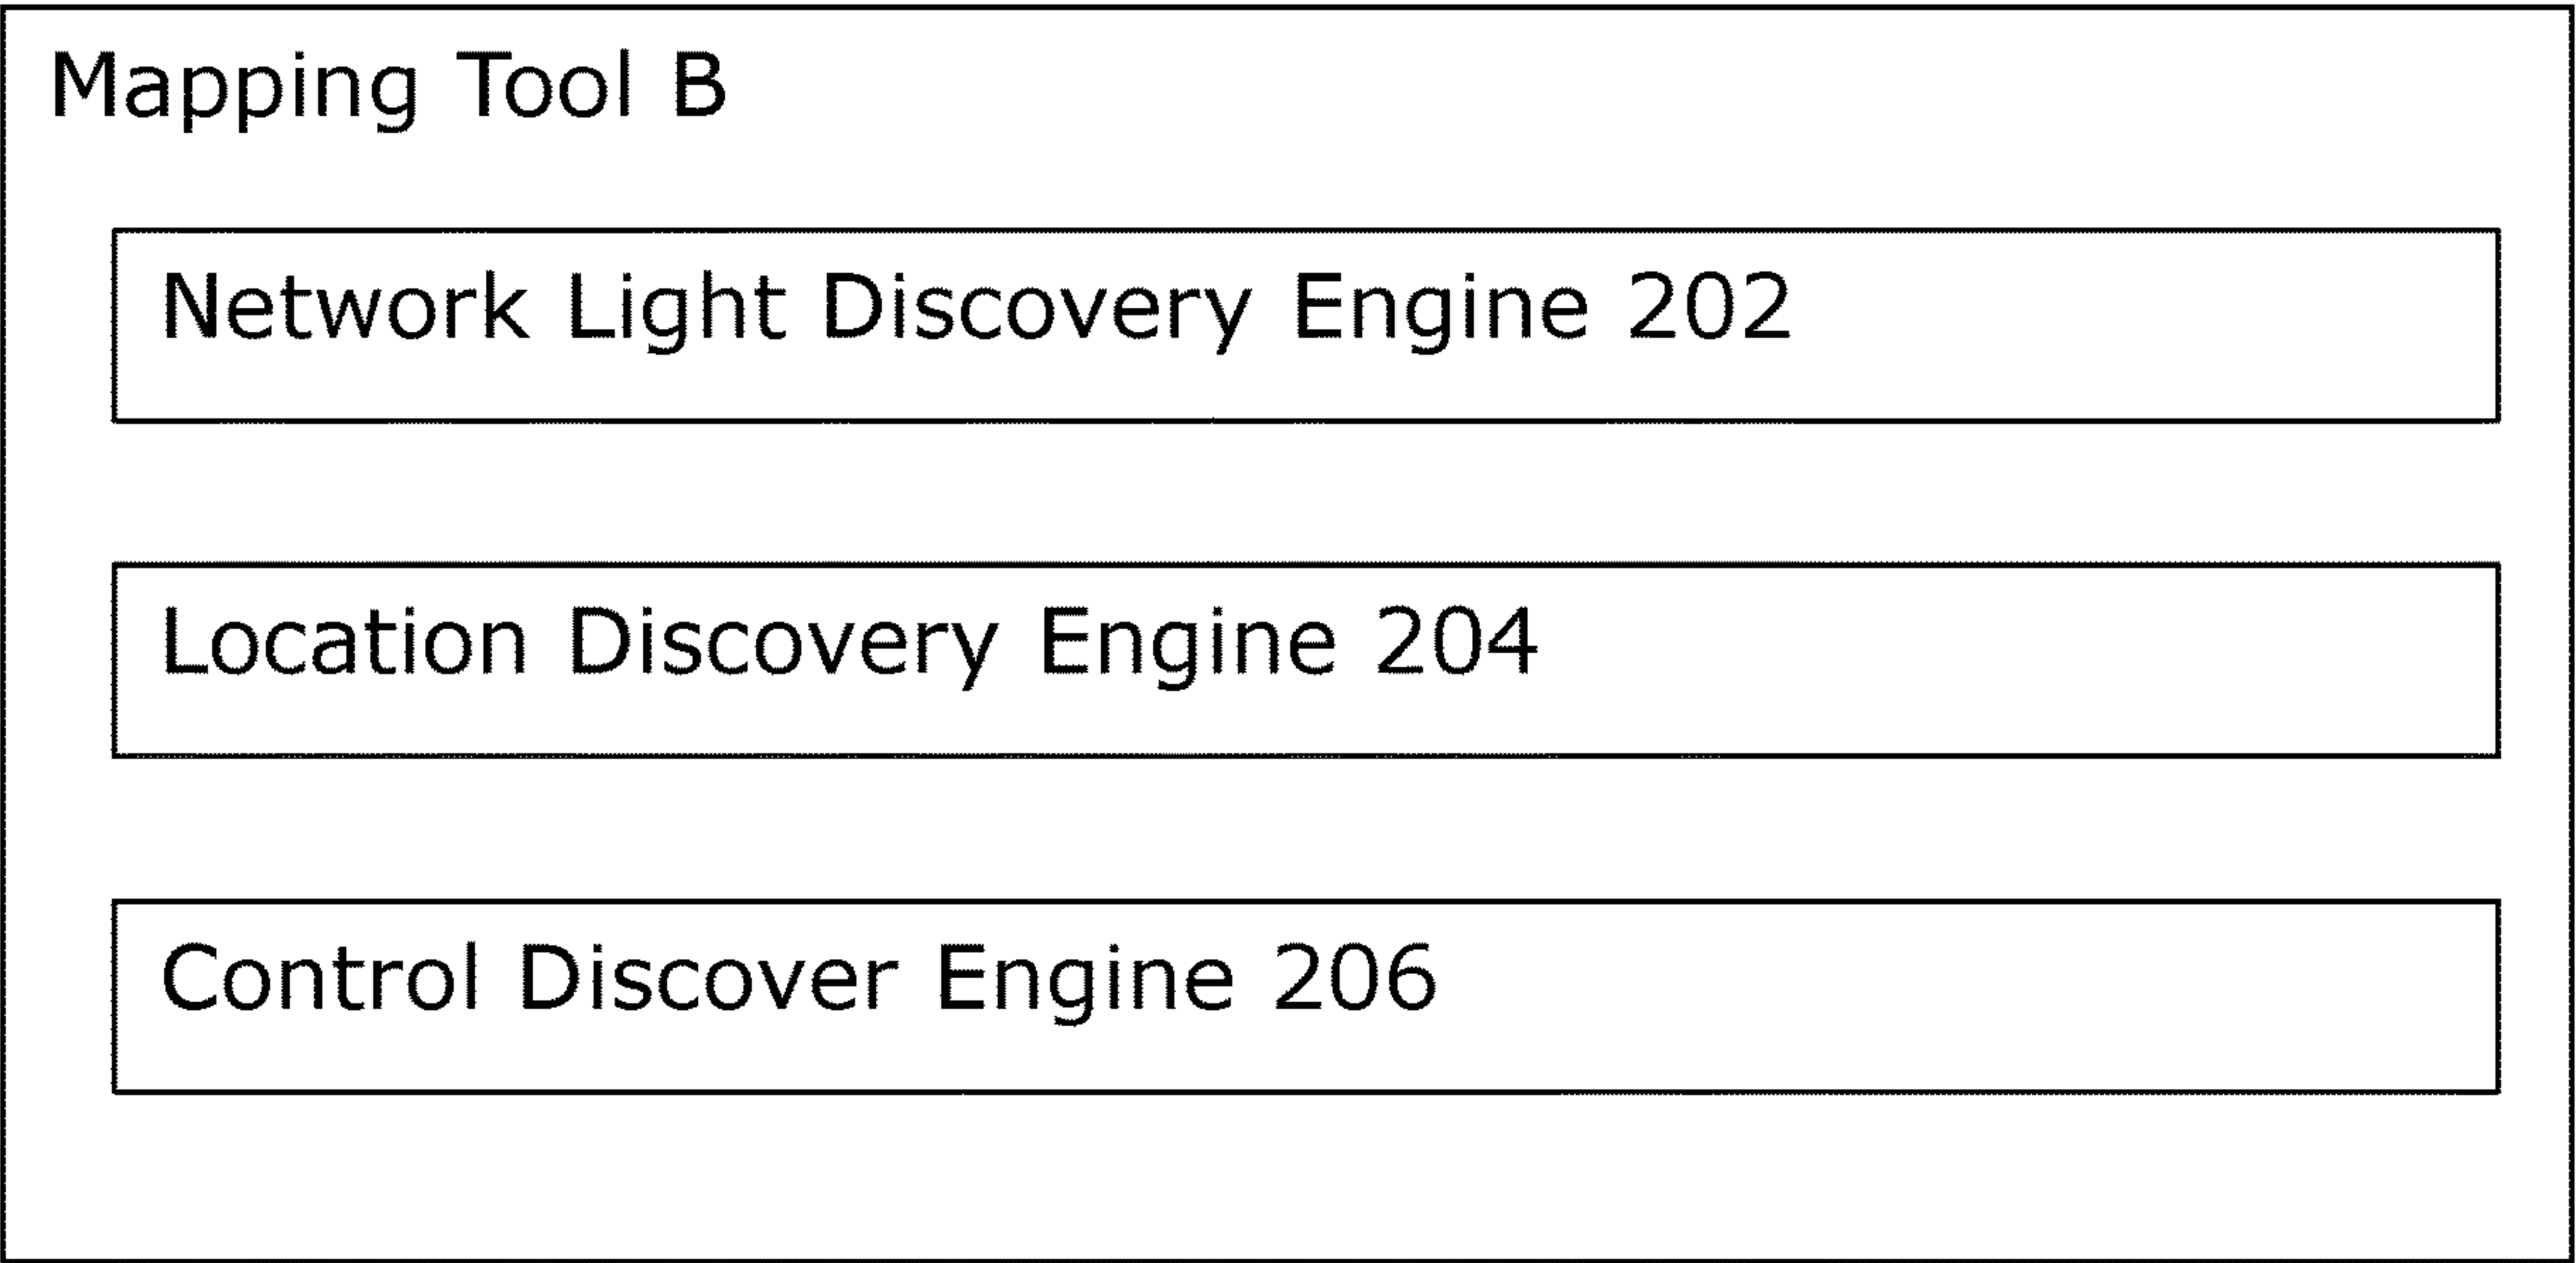 Mapping Tool B
Network Light Discovery Engine 202
Location Discovery Engine 204
Control Discover Engine 206